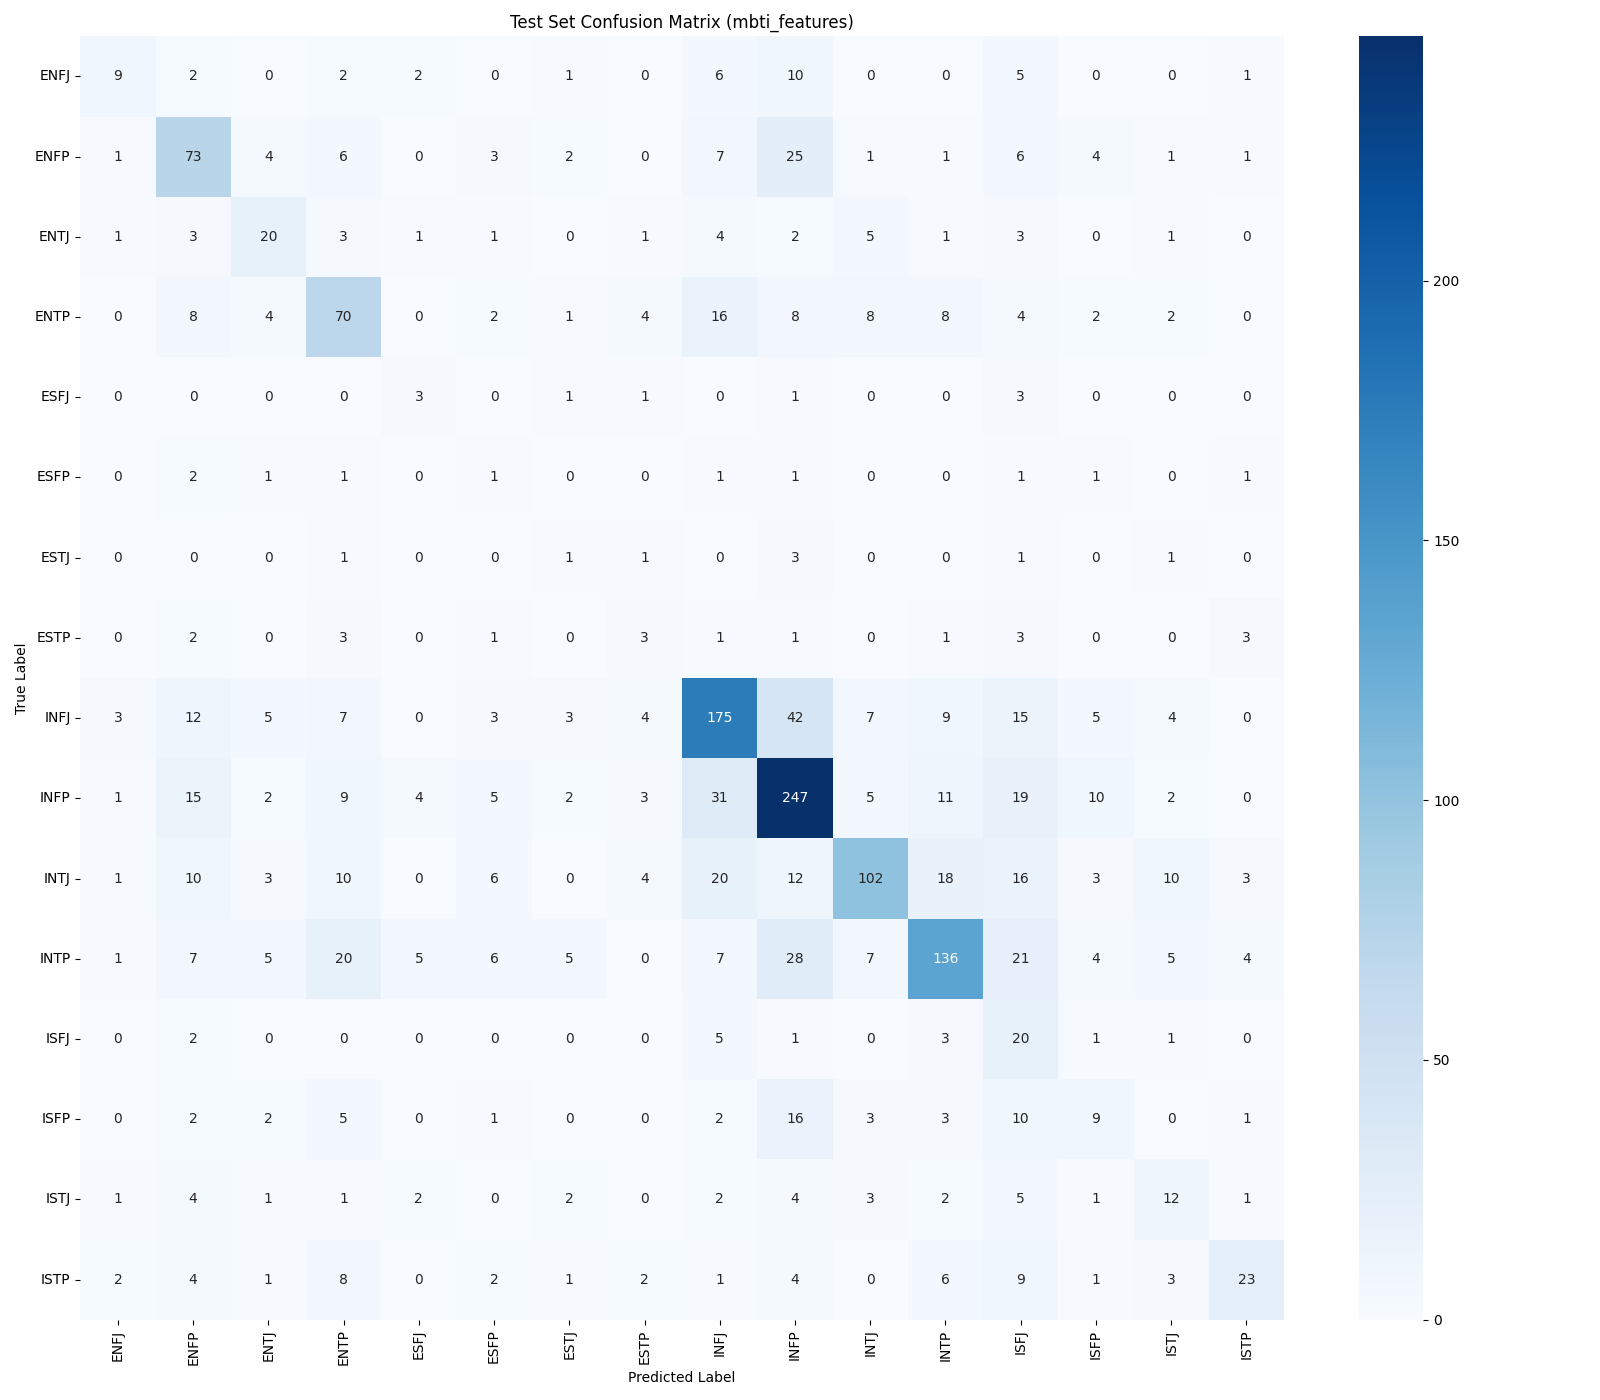 Test Set Confusion Matrix (mbti_features)
True Label
ENFJ 9 2 0 2 2 0 1 0 6 10 0 0 5 0 0 1
ENFP 1 73 4 6 0 3 2 0 7 25 1 1 6 4 1 1
ENTJ 1 3 20 3 1 1 0 1 4 2 5 1 3 0 1 0
ENTP 0 8 4 70 0 2 1 4 16 8 8 8 4 2 2 0
ESFJ 0 0 0 0 3 0 1 1 0 1 0 0 3 0 0 0
ESFP 0 2 1 1 0 1 0 0 1 1 0 0 1 1 0 1
ESTJ 0 0 0 1 0 0 1 1 0 3 0 0 1 0 1 0
ESTP 0 2 0 3 0 1 0 3 1 1 0 1 3 0 0 3
INFJ 3 12 5 7 0 3 3 4 175 42 7 9 15 5 4 0
INFP 1 15 2 9 4 5 2 3 31 247 5 11 19 10 2 0
INTJ 1 10 3 10 0 6 0 4 20 12 102 18 16 3 10 3
INTP 1 7 5 20 5 6 5 0 7 28 7 136 21 4 5 4
ISFJ 0 2 0 0 0 0 0 0 5 1 0 3 20 1 1 0
ISFP 0 2 2 5 0 1 0 0 2 16 3 3 10 9 0 1
ISTJ 1 4 1 1 2 0 2 0 2 4 3 2 5 1 12 1
ISTP 2 4 1 8 0 2 1 2 1 4 0 6 9 1 3 23
ENFJ ENFP ENTJ ENTP ESFJ ESFP ESTJ ESTP INFJ INFP INTJ INTP ISFJ ISFP ISTJ ISTP
Predicted Label
200
150
100
50
0